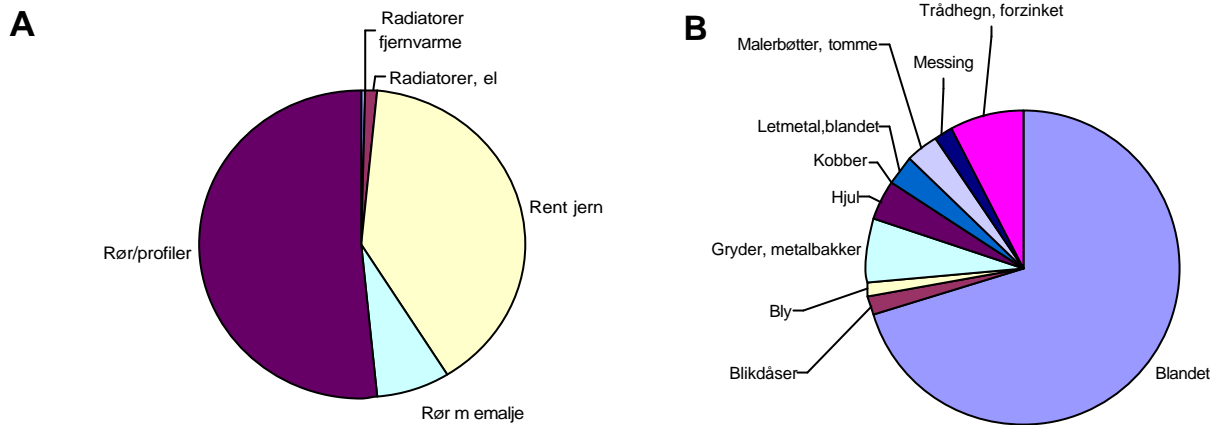 A
Radiatorer
fjernvarme
Radiatorer, el
Rent jern
Rør/profiler
Rør m emalje
B
Trådhegn, forzinket
Malerbøtter, tomme
Messing
Letmetal,blandet
Kobber
Hjul
Gryder, metalbakker
Bly
Blikdåser
Blandet